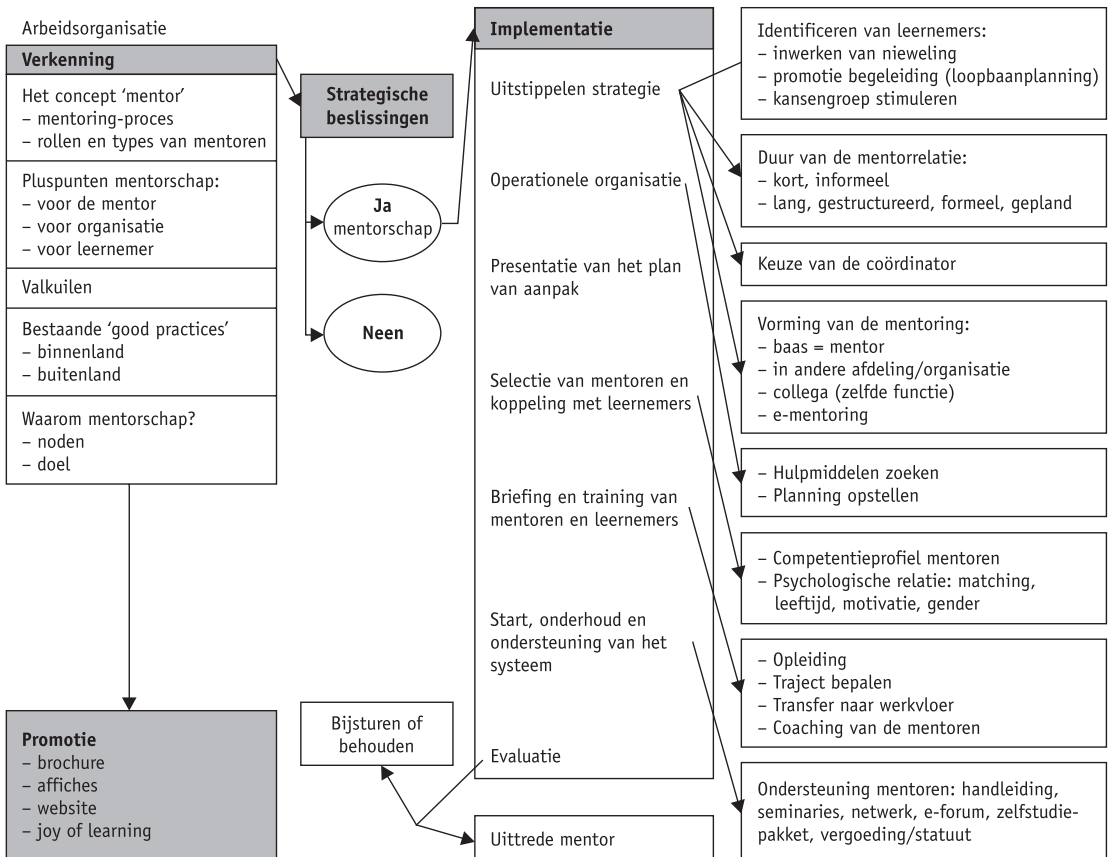 Arbeidsorganisatie
Verkenning
Het concept ‘mentor’
– mentoring-proces
– rollen en types van mentoren
Pluspunten mentorschap:
– voor de mentor
– voor organisatie
– voor leernemer
Valkuilen
Bestaande ‘good practices’
– binnenland
– buitenland
Waarom mentorschap?
– noden
– doel
Promotie
– brochure
– affiches
– website
– joy of learning
Strategische
beslissingen
Ja
mentorschap
Neen
Bijsturen of
behouden
Implementatie
Uitstippelen strategie
Operationele organisatie
Presentatie van het plan
van aanpak
Selectie van mentoren en
koppeling met leernemers
Briefing en training van
mentoren en leernemers
Start, onderhoud en
ondersteuning van het
systeem
Evaluatie
Uittrede mentor
Identificeren van leernemers:
– inwerken van nieweling
– promotie begeleiding (loopbaanplanning)
– kansengroep stimuleren
Duur van de mentorrelatie:
– kort, informeel
– lang, gestructureerd, formeel, gepland
Keuze van de coördinator
Vorming van de mentoring:
– baas = mentor
– in andere afdeling/organisatie
– collega (zelfde functie)
– e-mentoring
– Hulpmiddelen zoeken
– Planning opstellen
– Competentieprofiel mentoren
– Psychologische relatie: matching,
leeftijd, motivatie, gender
– Opleiding
– Traject bepalen
– Transfer naar werkvloer
– Coaching van de mentoren
Ondersteuning mentoren: handleiding,
seminaries, netwerk, e-forum, zelfstudie-
pakket, vergoeding/statuut